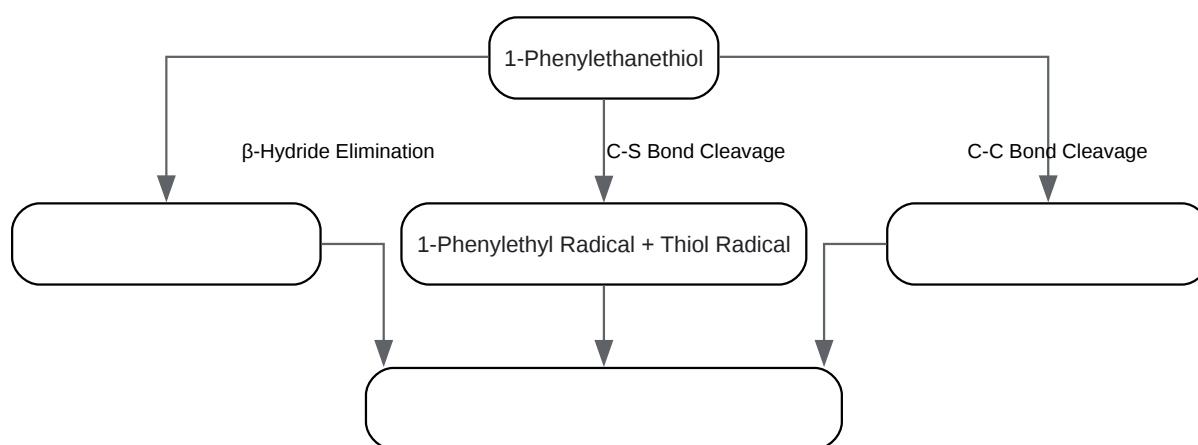 1-Phenylethanethiol
β-Hydride Elimination
C-S Bond Cleavage
C-C Bond Cleavage
1-Phenylethyl Radical + Thiol Radical